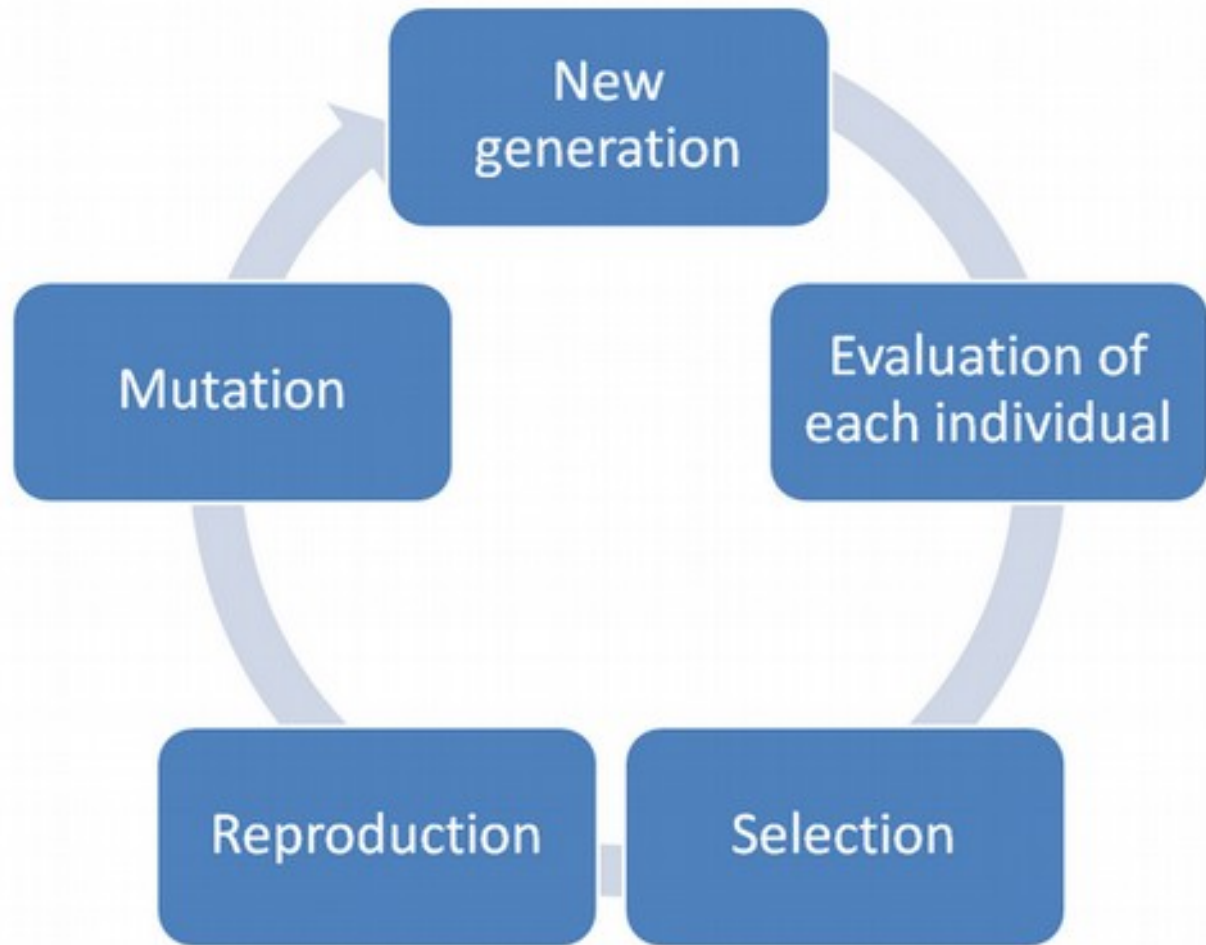 New
generation
Evaluation of
each individual
Selection
Reproduction
Mutation